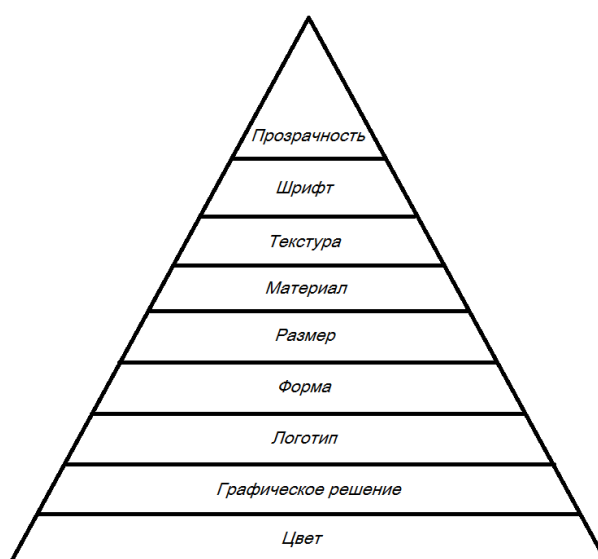 Прозрачность
Шрифт
Текстура
Материал
Размер
Форма
Логотип
Графическое решение
Цвет